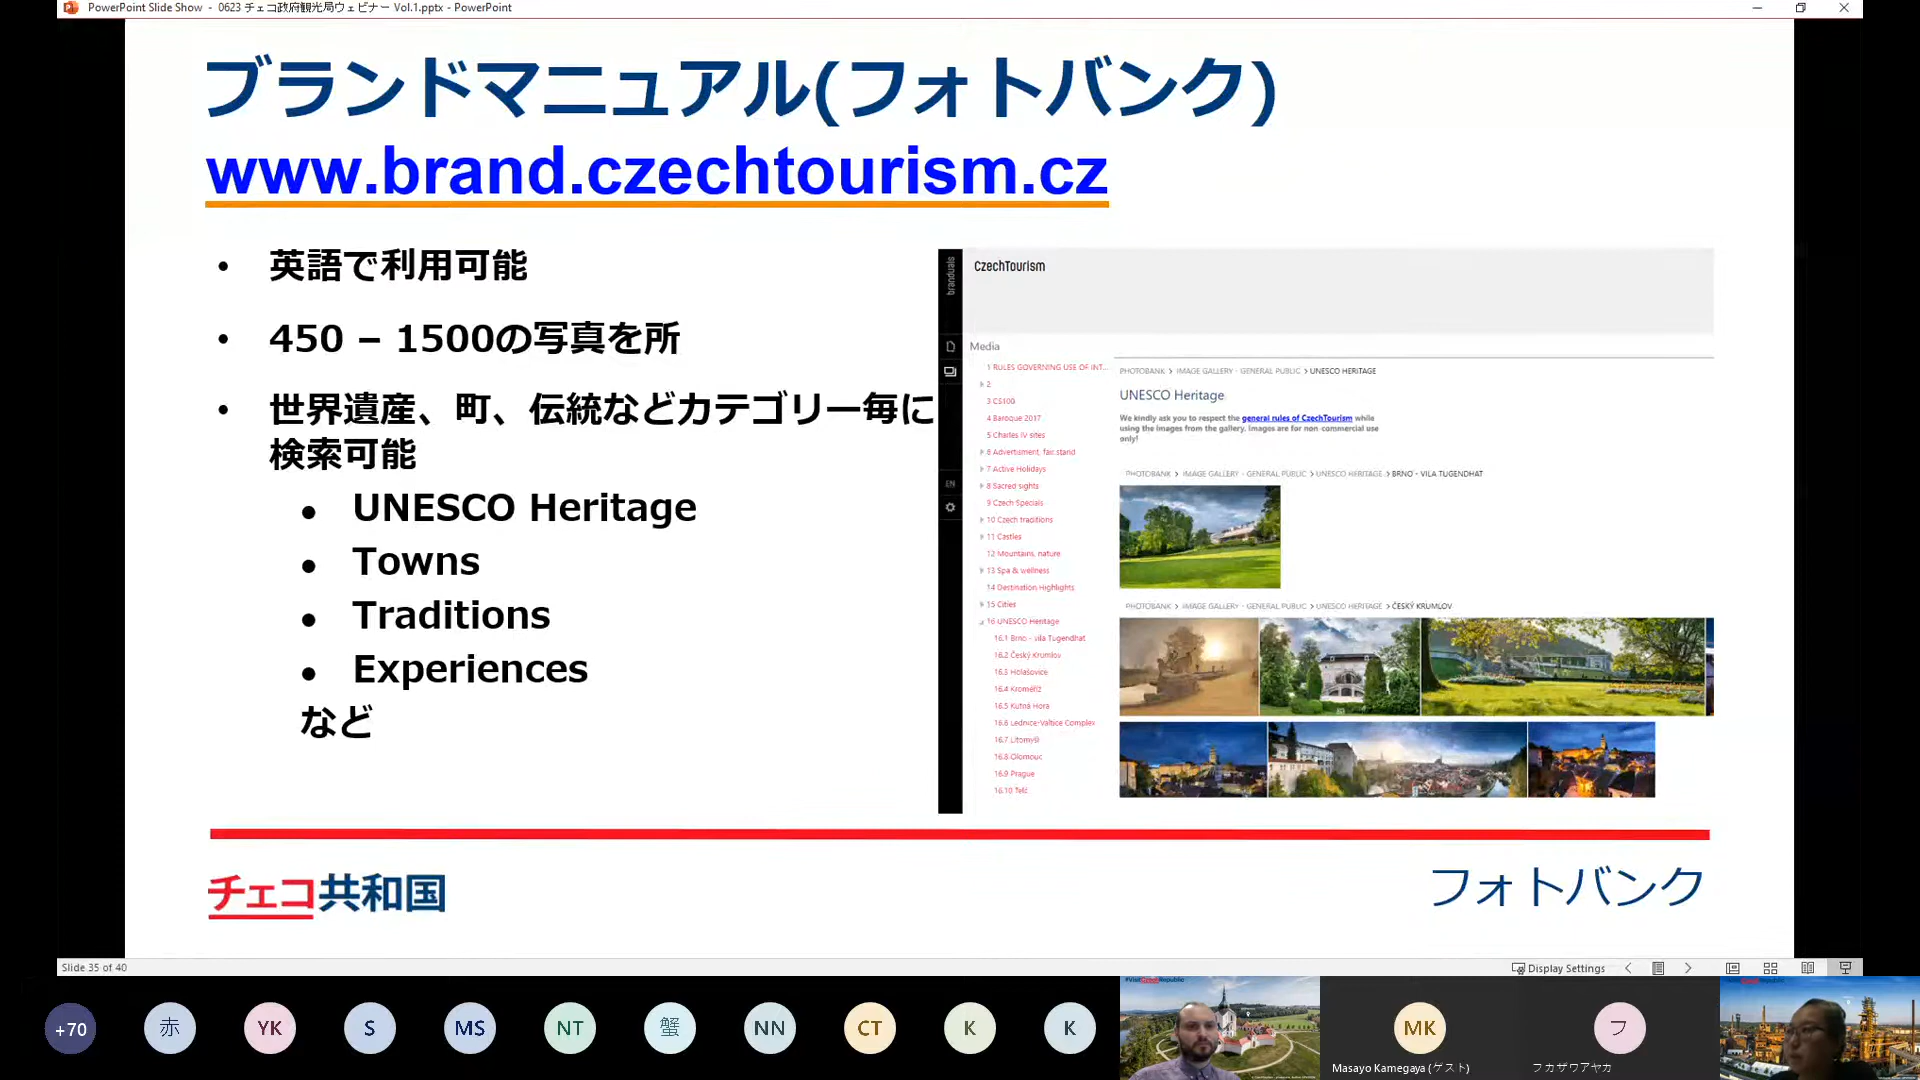 PowerPoint Slide Show - 0623 チェコ政府観光局ウェビナー Vol.1.pptx - PowerPoint
ブランドマニュアル(フォトバンク)
www.brand.czechtourism.cz
• 英語で利用可能
• 450 – 1500の写真を所
• 世界遺産、町、伝統などカテゴリー毎に
検索可能
● UNESCO Heritage
● Towns
● Traditions
● Experiences
など
branduals
CzechTourism
Media
1 RULES GOVERNING USE OF INT...
2
3 CS100
4 Baroque 2017
5 Charles IV sites
6 Advertisment, fair stand
7 Active Holidays
8 Sacred sights
9 Czech Specials
10 Czech traditions
11 Castles
12 Mountains, nature
13 Spa & wellness
14 Destination Highlights
15 Cities
16 UNESCO Heritage
16.1 Brno - vila Tugendhat
16.2 Český Krumlov
16.3 Holašovice
16.4 Kroměříž
16.5 Kutná Hora
16.6 Lednice-Valtice Complex
16.7 Litomyšl
16.8 Olomouc
16.9 Prague
16.10 Telč
EN
PHOTOBANK > IMAGE GALLERY - GENERAL PUBLIC > UNESCO HERITAGE
UNESCO Heritage
We kindly ask you to respect the general rules of CzechTourism while
using the images from the gallery. Images are for non-commercial use
only!
PHOTOBANK > IMAGE GALLERY - GENERAL PUBLIC > UNESCO HERITAGE > BRNO - VILA TUGENDHAT
PHOTOBANK > IMAGE GALLERY - GENERAL PUBLIC > UNESCO HERITAGE > ČESKÝ KRUMLOV
チェコ共和国
フォトバンク
Slide 35 of 40
Display Settings
+70
赤
YK
S
MS
NT
蟹
NN
CT
K
K
#VisitCzechRepublic
MK
Masayo Kamegaya (ゲスト)
フ
フカザワアヤカ